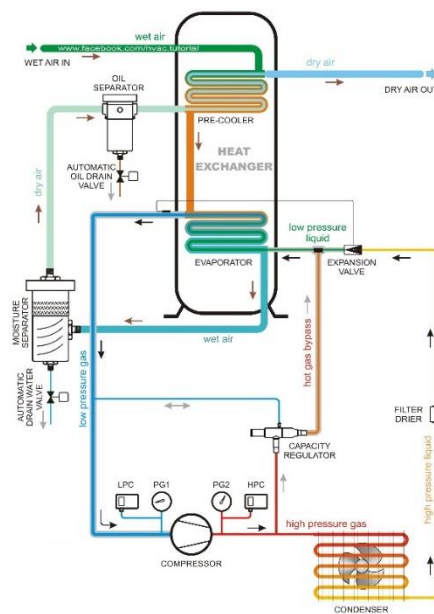 wet air
www.facebook.com/hvac.tutorial
WET AIR IN
dry air
DRY AIR OUT
OIL
SEPARATOR
PRE-COOLER
HEAT
EXCHANGER
AUTOMATIC
OIL DRAIN
VALVE
dry air
low pressure
liquid
EVAPORATOR
EXPANSION
VALVE
MOISTURE
SEPARATOR
wet air
AUTOMATIC
DRAIN WATER
VALVE
low pressure gas
hot gas bypass
FILTER
DRIER
CAPACITY
REGULATOR
high pressure liquid
LPC
PG1
PG2
HPC
high pressure gas
COMPRESSOR
CONDENSER